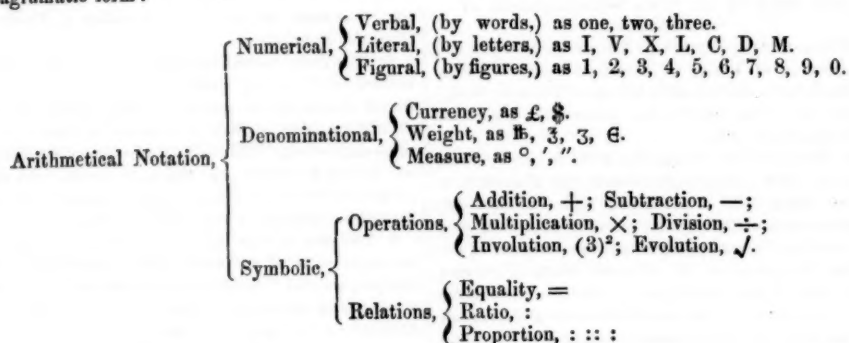 Numerical, { Verbal, (by words,) as one, two, three.
Literal, (by letters,) as I, V, X, L, C, D, M.
Figural, (by figures,) as 1, 2, 3, 4, 5, 6, 7, 8, 9, 0.
Denominational, { Currency, as £, $.
Weight, as ℔, ℥, ʒ, ϴ.
Measure, as °, ′, ″.
Arithmetical Notation, {
Symbolic, {
Operations, { Addition, +; Subtraction, —;
Multiplication, ×; Division, ÷;
Involution, (3)²; Evolution, √.
Relations, { Equality, =
Ratio, :
Proportion, : :: :